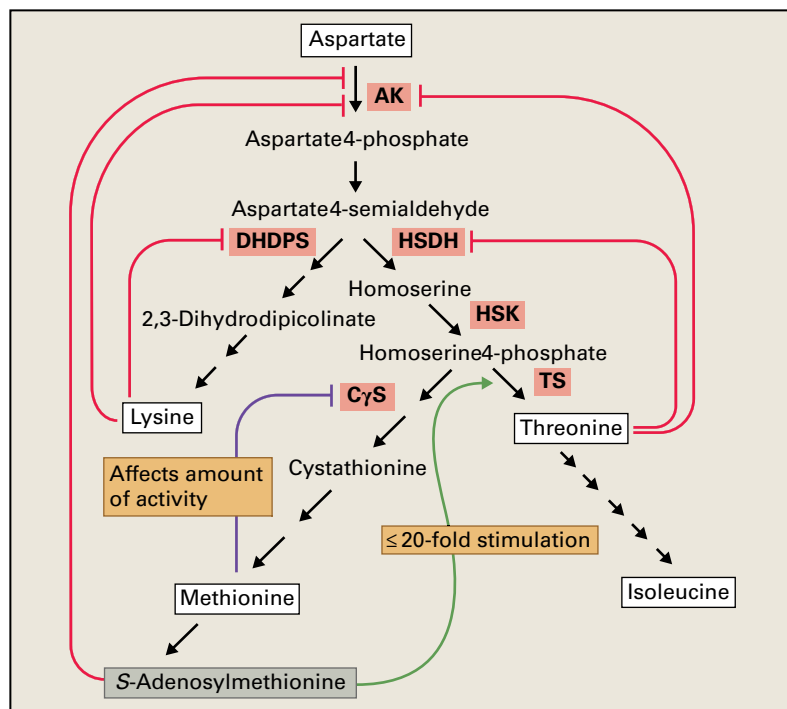 Aspartate
AK
Aspartate4-phosphate
Aspartate4-semialdehyde
DHDPS
HSDH
Homoserine
2,3-Dihydrodipicolinate
HSK
Homoserine4-phosphate
TS
CγS
Lysine
Threonine
Affects amount
of activity
Cystathionine
≤20-fold stimulation
Methionine
Isoleucine
S-Adenosylmethionine